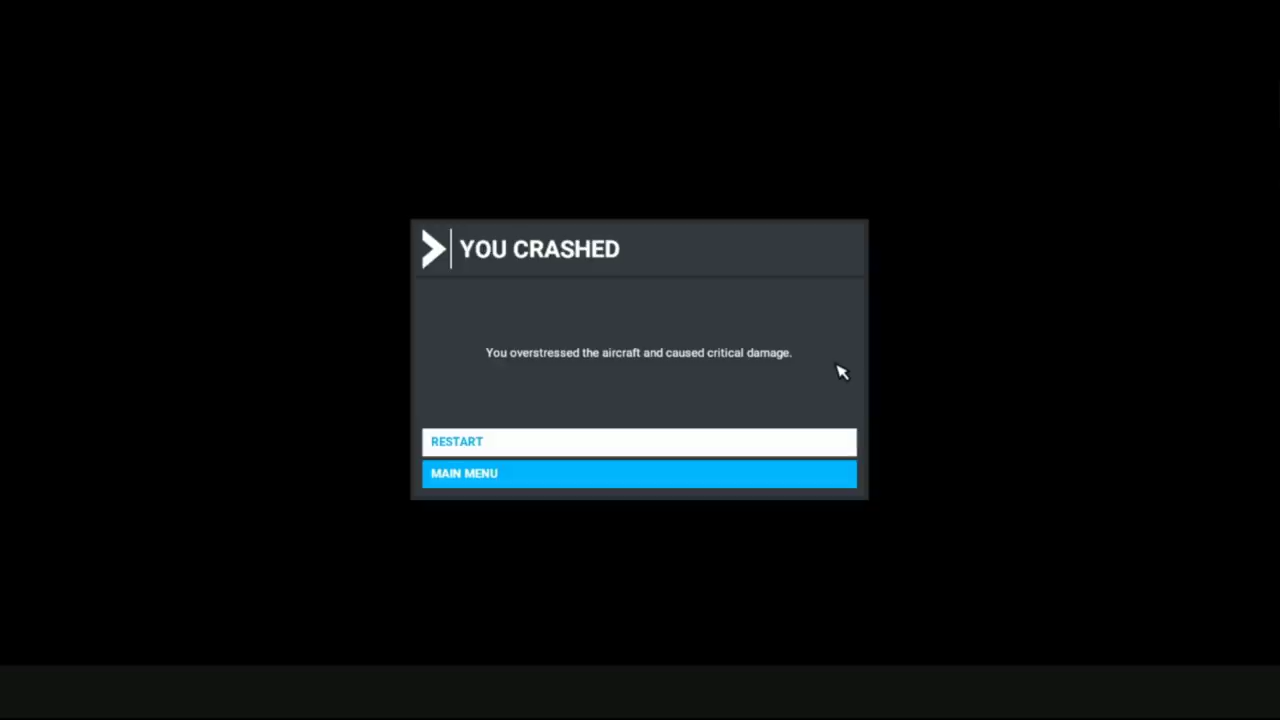 YOU CRASHED
You overstressed the aircraft and caused critical damage.
RESTART
MAIN MENU